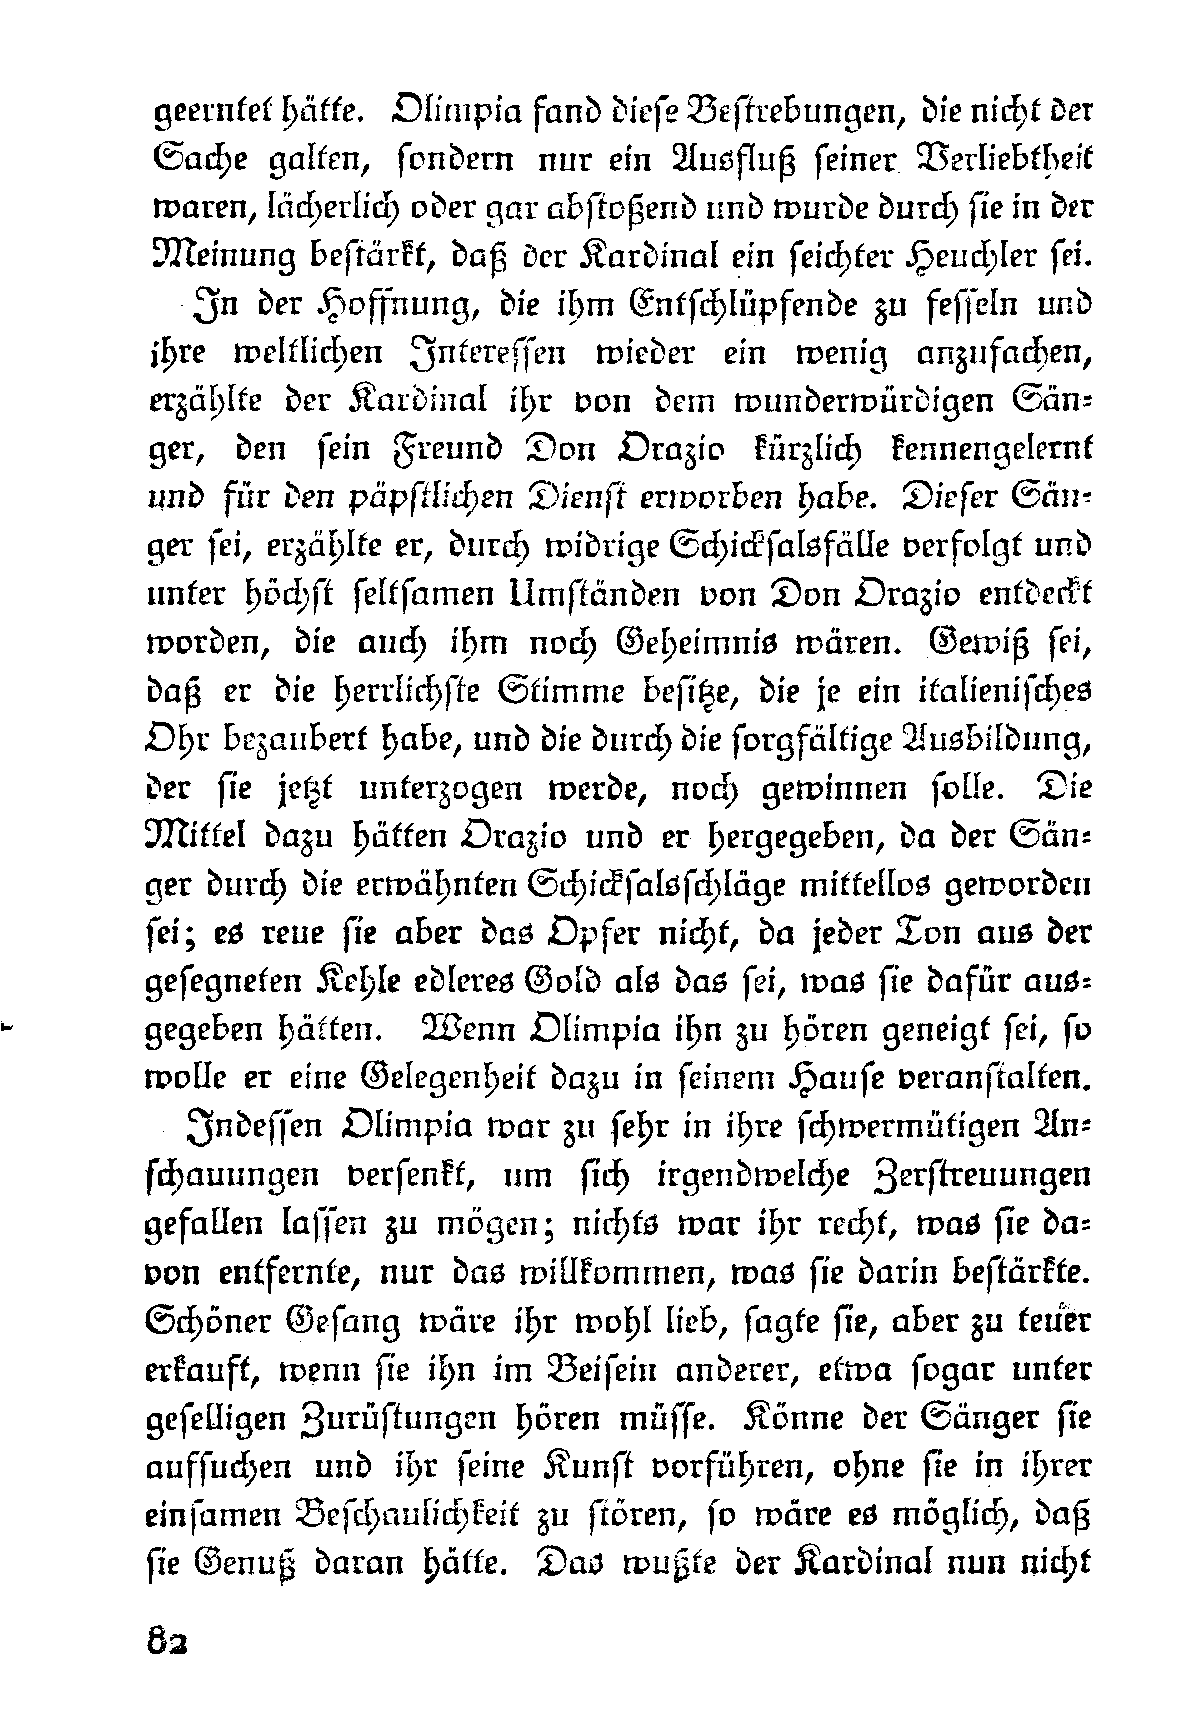 geerntet hätte. Olimpia fand diese Bestrebungen, die nicht der
Sache galten, sondern nur ein Ausfluß seiner Verliebtheit
waren, lächerlich oder gar abstoßend und wurde durch sie in der
Meinung bestärkt, daß der Kardinal ein seichter Heuchler sei.
In der Hoffnung, die ihm Entschlüpfende zu fesseln und
ihre weltlichen Interessen wieder ein wenig anzufachen,
erzählte der Kardinal ihr von dem wunderwürdigen Sän-
ger, den sein Freund Don Orazio kürzlich kennengelernt
und für den päpstlichen Dienst erworben habe. Dieser Sän-
ger sei, erzählte er, durch widrige Schicksalsfälle verfolgt und
unter höchst seltsamen Umständen von Don Orazio entdeckt
worden, die auch ihm noch Geheimnis wären. Gewiß sei,
daß er die herrlichste Stimme besitze, die je ein italienisches
Ohr bezaubert habe, und die durch die sorgfältige Ausbildung,
der sie jetzt unterzogen werde, noch gewinnen solle. Die
Mittel dazu hätten Orazio und er hergegeben, da der Sän-
ger durch die erwähnten Schicksalsschläge mittellos geworden
sei; es reue sie aber das Opfer nicht, da jeder Ton aus der
gesegneten Kehle edleres Gold als das sei, was sie dafür aus-
gegeben hätten. Wenn Olimpia ihn zu hören geneigt sei, so
wolle er eine Gelegenheit dazu in seinem Hause veranstalten.
Indessen Olimpia war zu sehr in ihre schwermütigen An-
schauungen versenkt, um sich irgendwelche Zerstreuungen
gefallen lassen zu mögen; nichts war ihr recht, was sie da-
von entfernte, nur das willkommen, was sie darin bestärkte.
Schöner Gesang wäre ihr wohl lieb, sagte sie, aber zu teuer
erkauft, wenn sie ihn im Beisein anderer, etwa sogar unter
geselligen Zurüstungen hören müsse. Könne der Sänger sie
aufsuchen und ihr seine Kunst vorführen, ohne sie in ihrer
einsamen Beschaulichkeit zu stören, so wäre es möglich, daß
sie Genuß daran hätte. Das wußte der Kardinal nun nicht
82